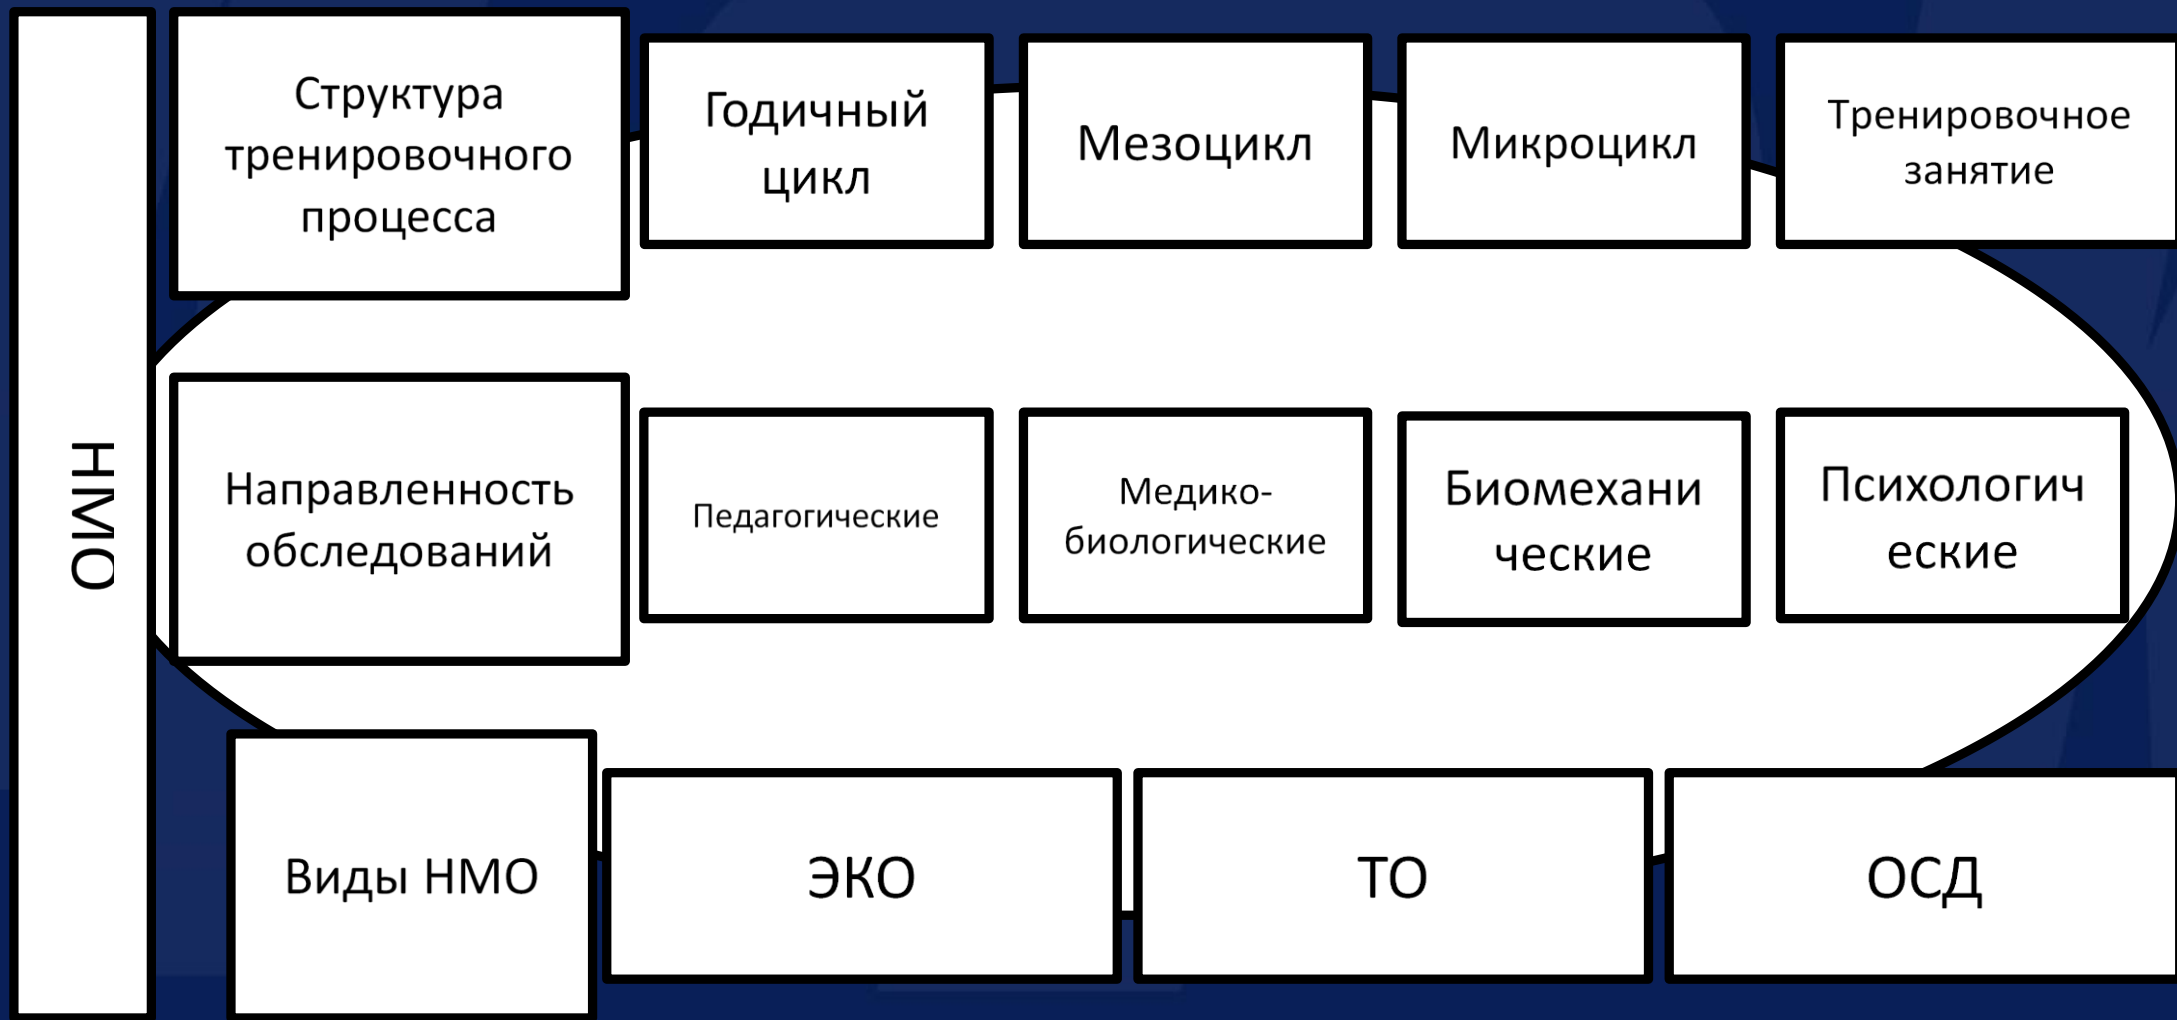 НМО
Структура
тренировочного
процесса
Годичный
цикл
Мезоцикл
Микроцикл
Тренировочное
занятие
Направленность
обследований
Педагогические
Медико-
биологические
Биомехани
ческие
Психологич
еские
Виды НМО
ЭКО
ТО
ОСД